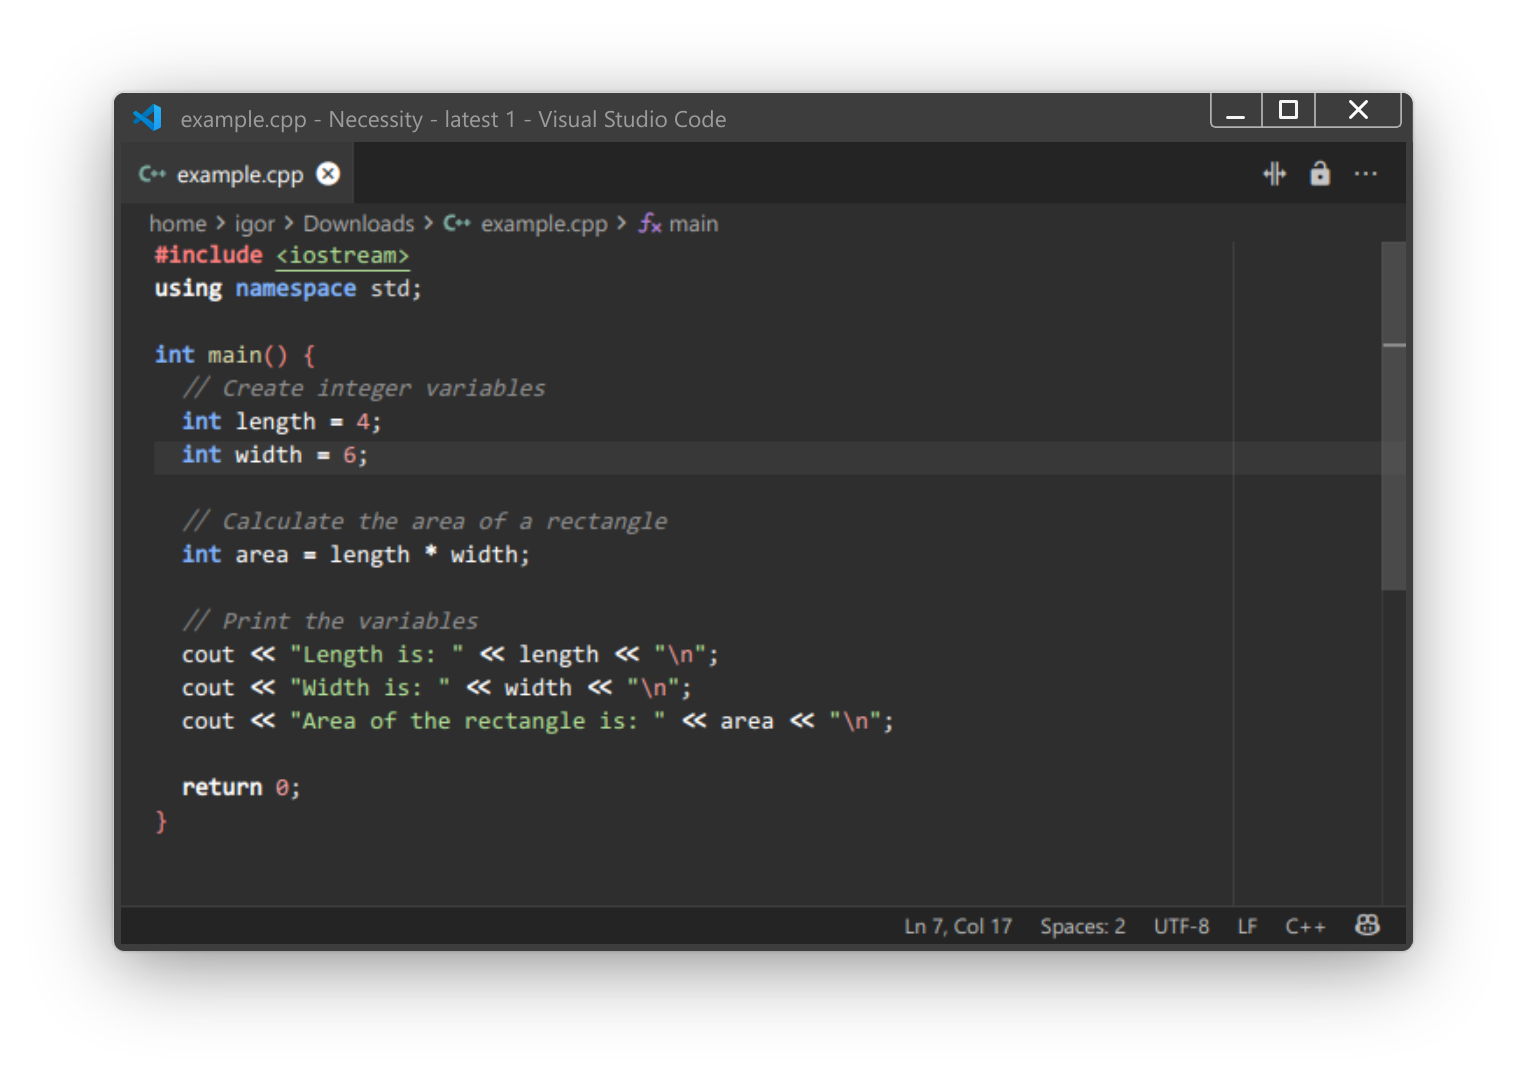 example.cpp - Necessity - latest 1 - Visual Studio Code
C++ example.cpp
home > igor > Downloads > C++ example.cpp > fx main
#include <iostream>
using namespace std;

int main() {
  // Create integer variables
  int length = 4;
  int width = 6;

  // Calculate the area of a rectangle
  int area = length * width;

  // Print the variables
  cout << "Length is: " << length << "\n";
  cout << "Width is: " << width << "\n";
  cout << "Area of the rectangle is: " << area << "\n";

  return 0;
}
Ln 7, Col 17 Spaces: 2 UTF-8 LF C++